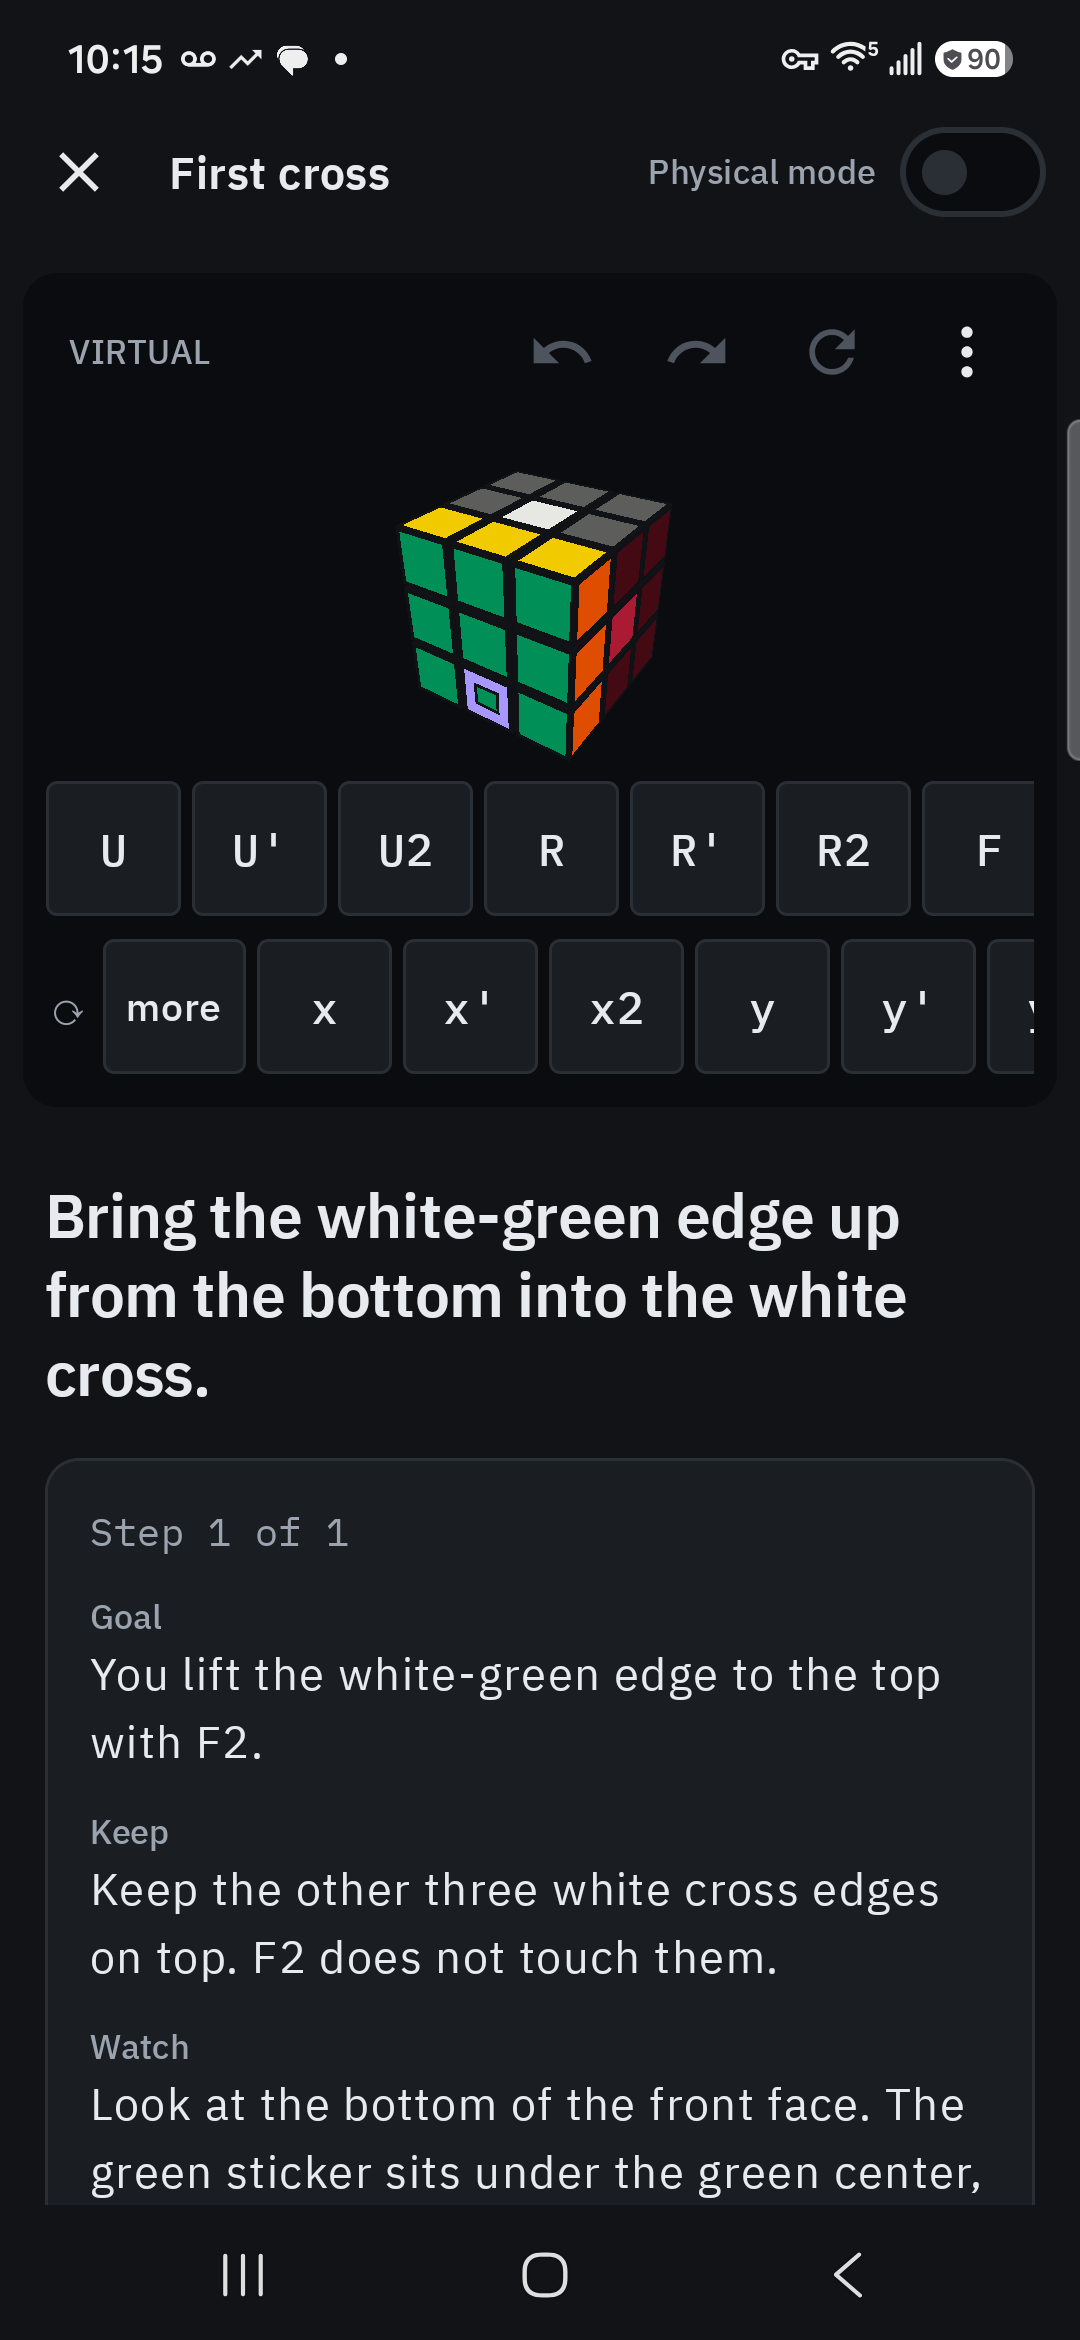 10:15
5
90
First cross
Physical mode
VIRTUAL
U U' U2 R R' R2 F
more x x' x2 y y'
Bring the white-green edge up
from the bottom into the white
cross.
Step 1 of 1
Goal
You lift the white-green edge to the top
with F2.
Keep
Keep the other three white cross edges
on top. F2 does not touch them.
Watch
Look at the bottom of the front face. The
green sticker sits under the green center,